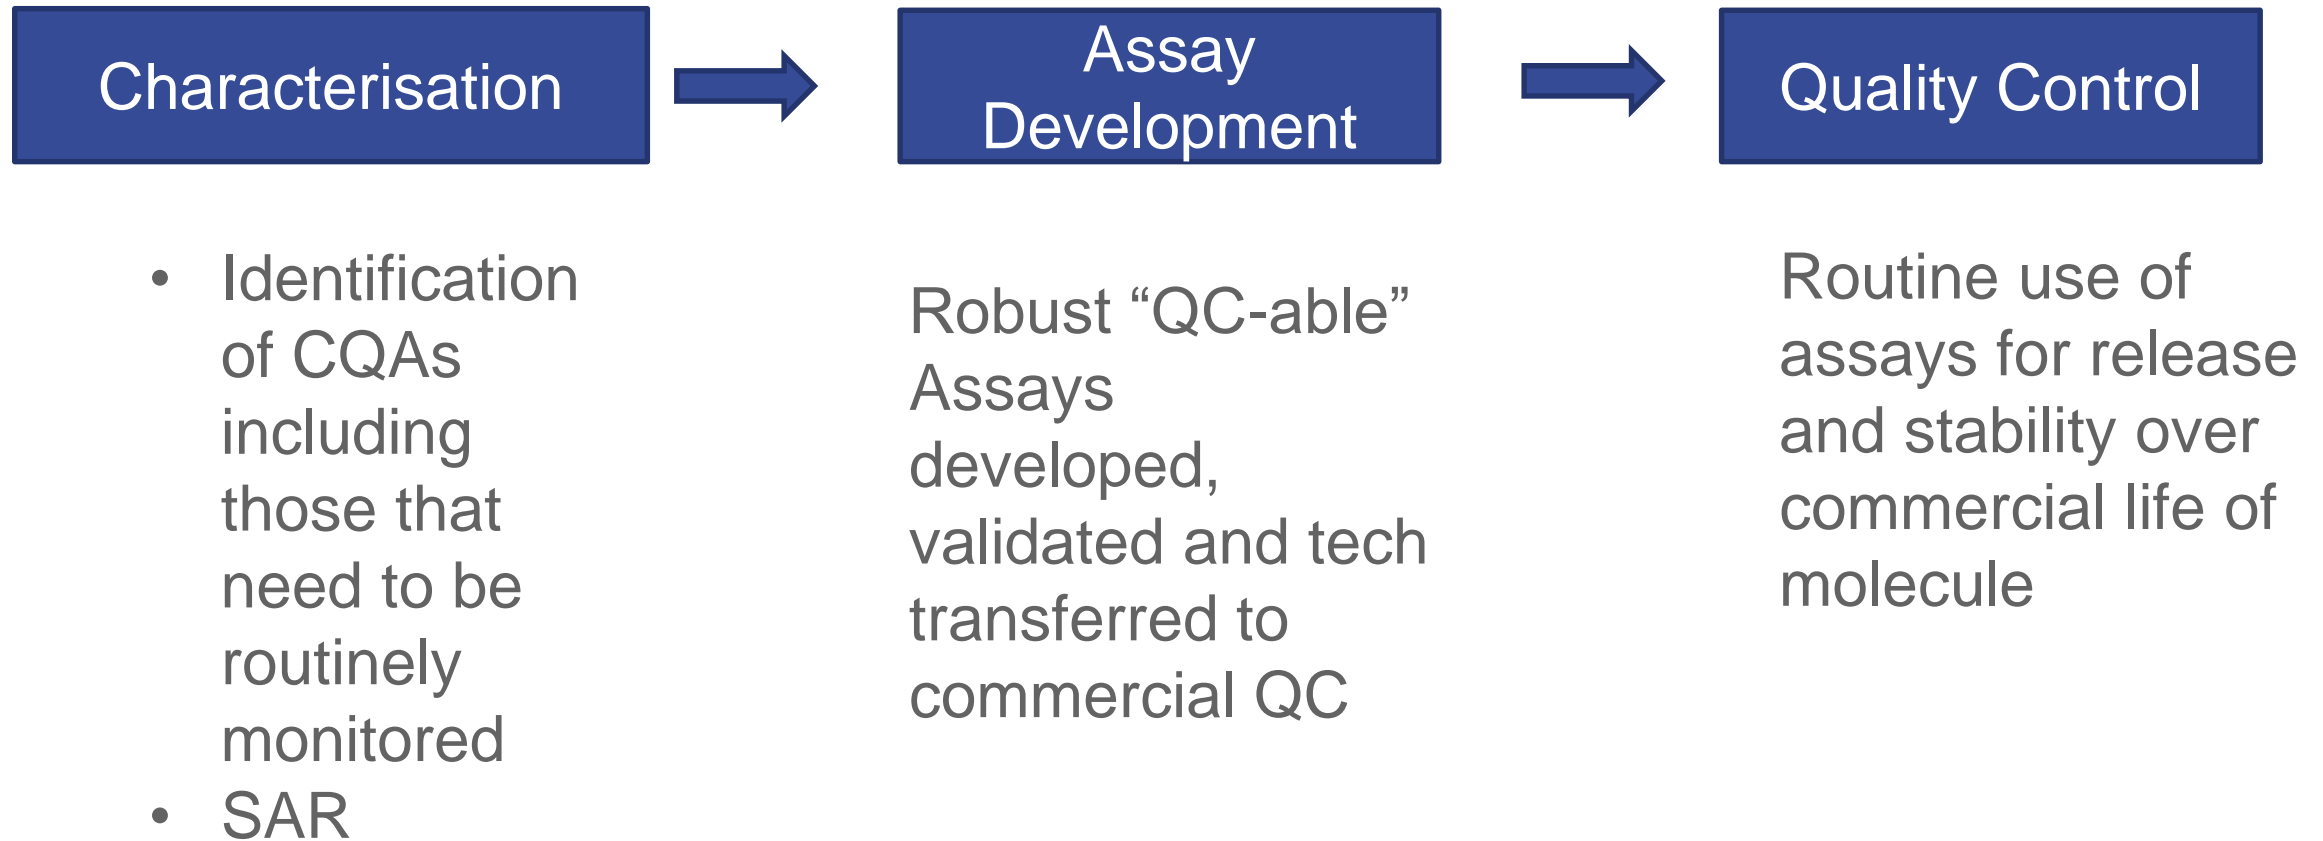 Characterisation
Assay
Development
Quality Control
• Identification
of CQAs
including
those that
need to be
routinely
monitored
• SAR
Robust “QC-able”
Assays
developed,
validated and tech
transferred to
commercial QC
Routine use of
assays for release
and stability over
commercial life of
molecule